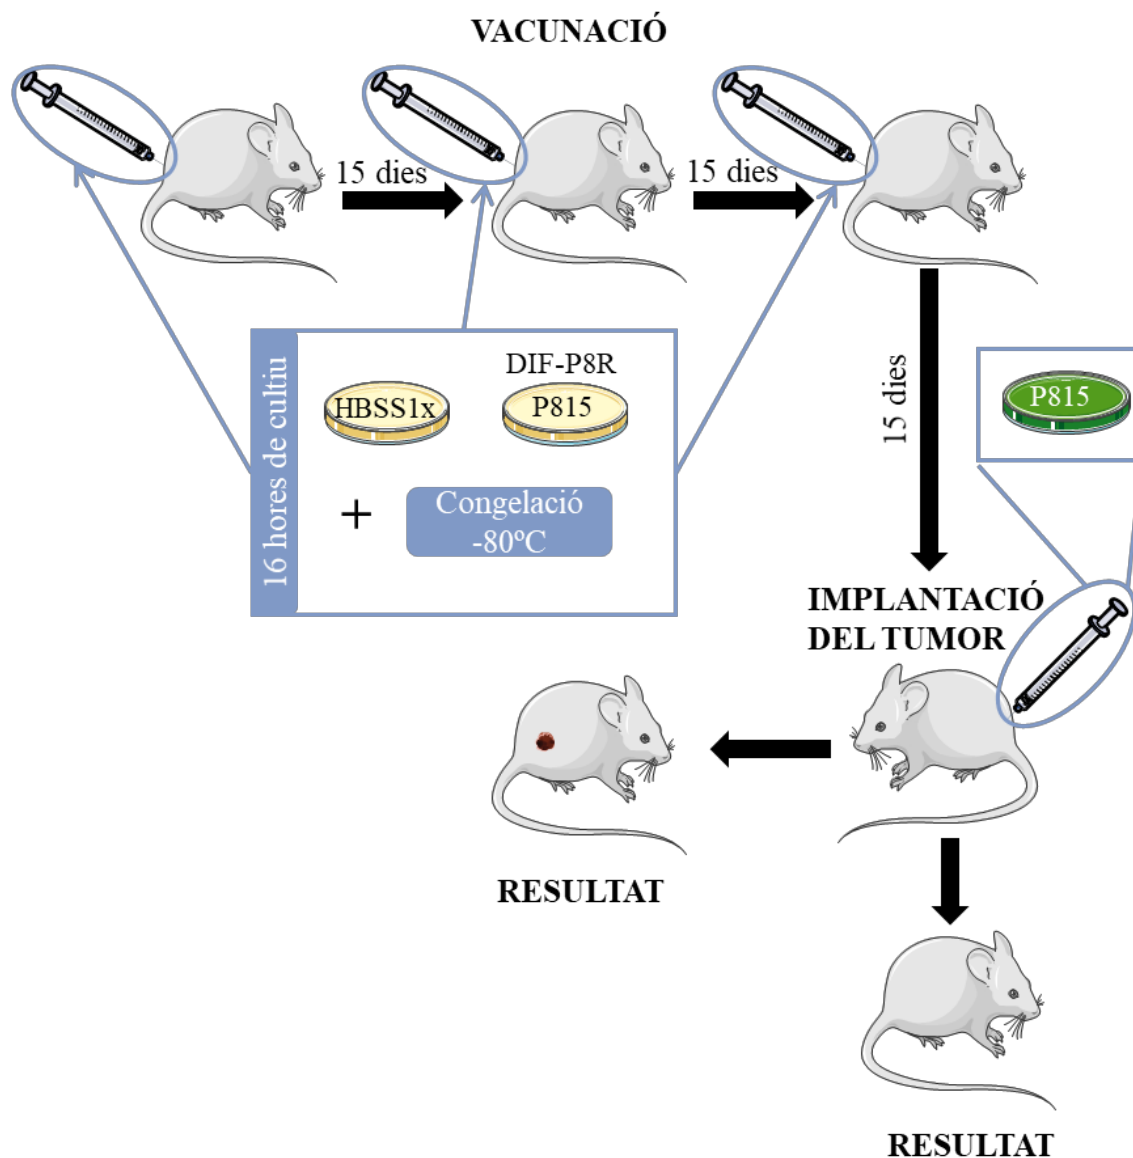 VACUNACIÓ
15 dies
15 dies
16 hores de cultiu
HBSS1x
DIF-P8R
P815
+
Congelació
-80ºC
15 dies
P815
IMPLANTACIÓ
DEL TUMOR
RESULTAT
RESULTAT